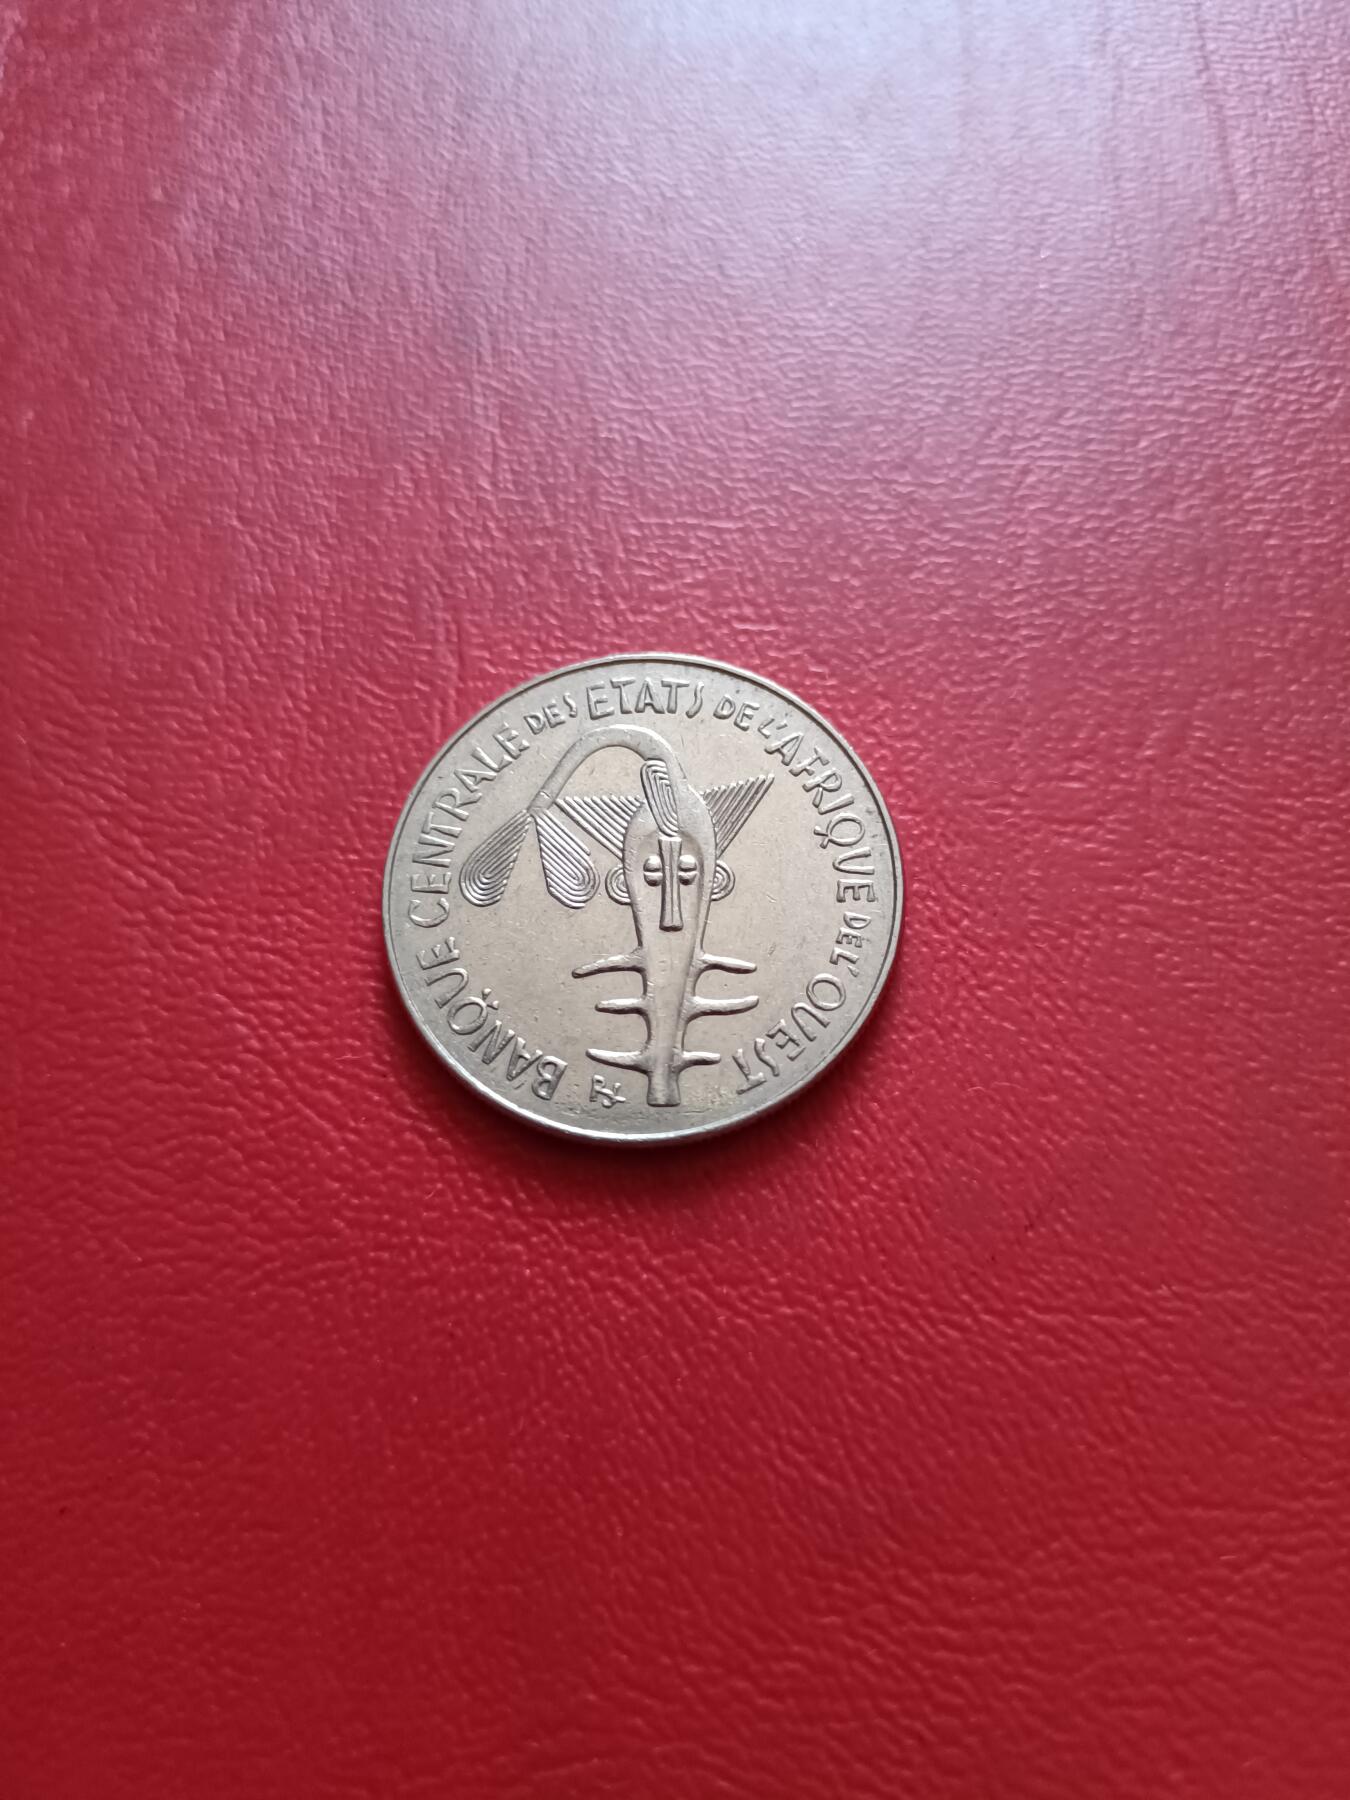 BANQUE CENTRALE DES ETATS DE L'AFRIQUE DE L'OUEST